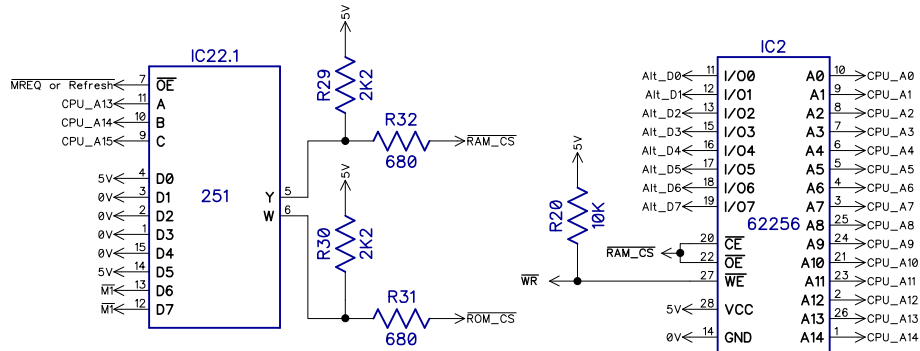 IC22.1
MREQ or Refresh 7 OE
CPU_A13 11 A
CPU_A14 10 B
CPU_A15 9 C
5V 4 D0
0V 3 D1
0V 2 D2
0V 1 D3
0V 15 D4
5V 14 D5
M1 13 D6
M1 12 D7
251
Y 5
W 6
5V
R29
2K2
R32
680
RAM_CS
5V
R30
2K2
R31
680
ROM_CS
5V
R20
10K
IC2
Alt_D0 11 I/O0 A0 10 CPU_A0
Alt_D1 12 I/O1 A1 9 CPU_A1
Alt_D2 13 I/O2 A2 8 CPU_A2
Alt_D3 15 I/O3 A3 7 CPU_A3
Alt_D4 16 I/O4 A4 6 CPU_A4
Alt_D5 17 I/O5 A5 5 CPU_A5
Alt_D6 18 I/O6 A6 4 CPU_A6
Alt_D7 19 I/O7 A7 3 CPU_A7
62256 A8 25 CPU_A8
RAM_CS 20 CE A9 24 CPU_A9
22 OE A10 21 CPU_A10
WR 27 WE A11 23 CPU_A11
A12 2 CPU_A12
5V 28 VCC A13 26 CPU_A13
0V 14 GND A14 1 CPU_A14